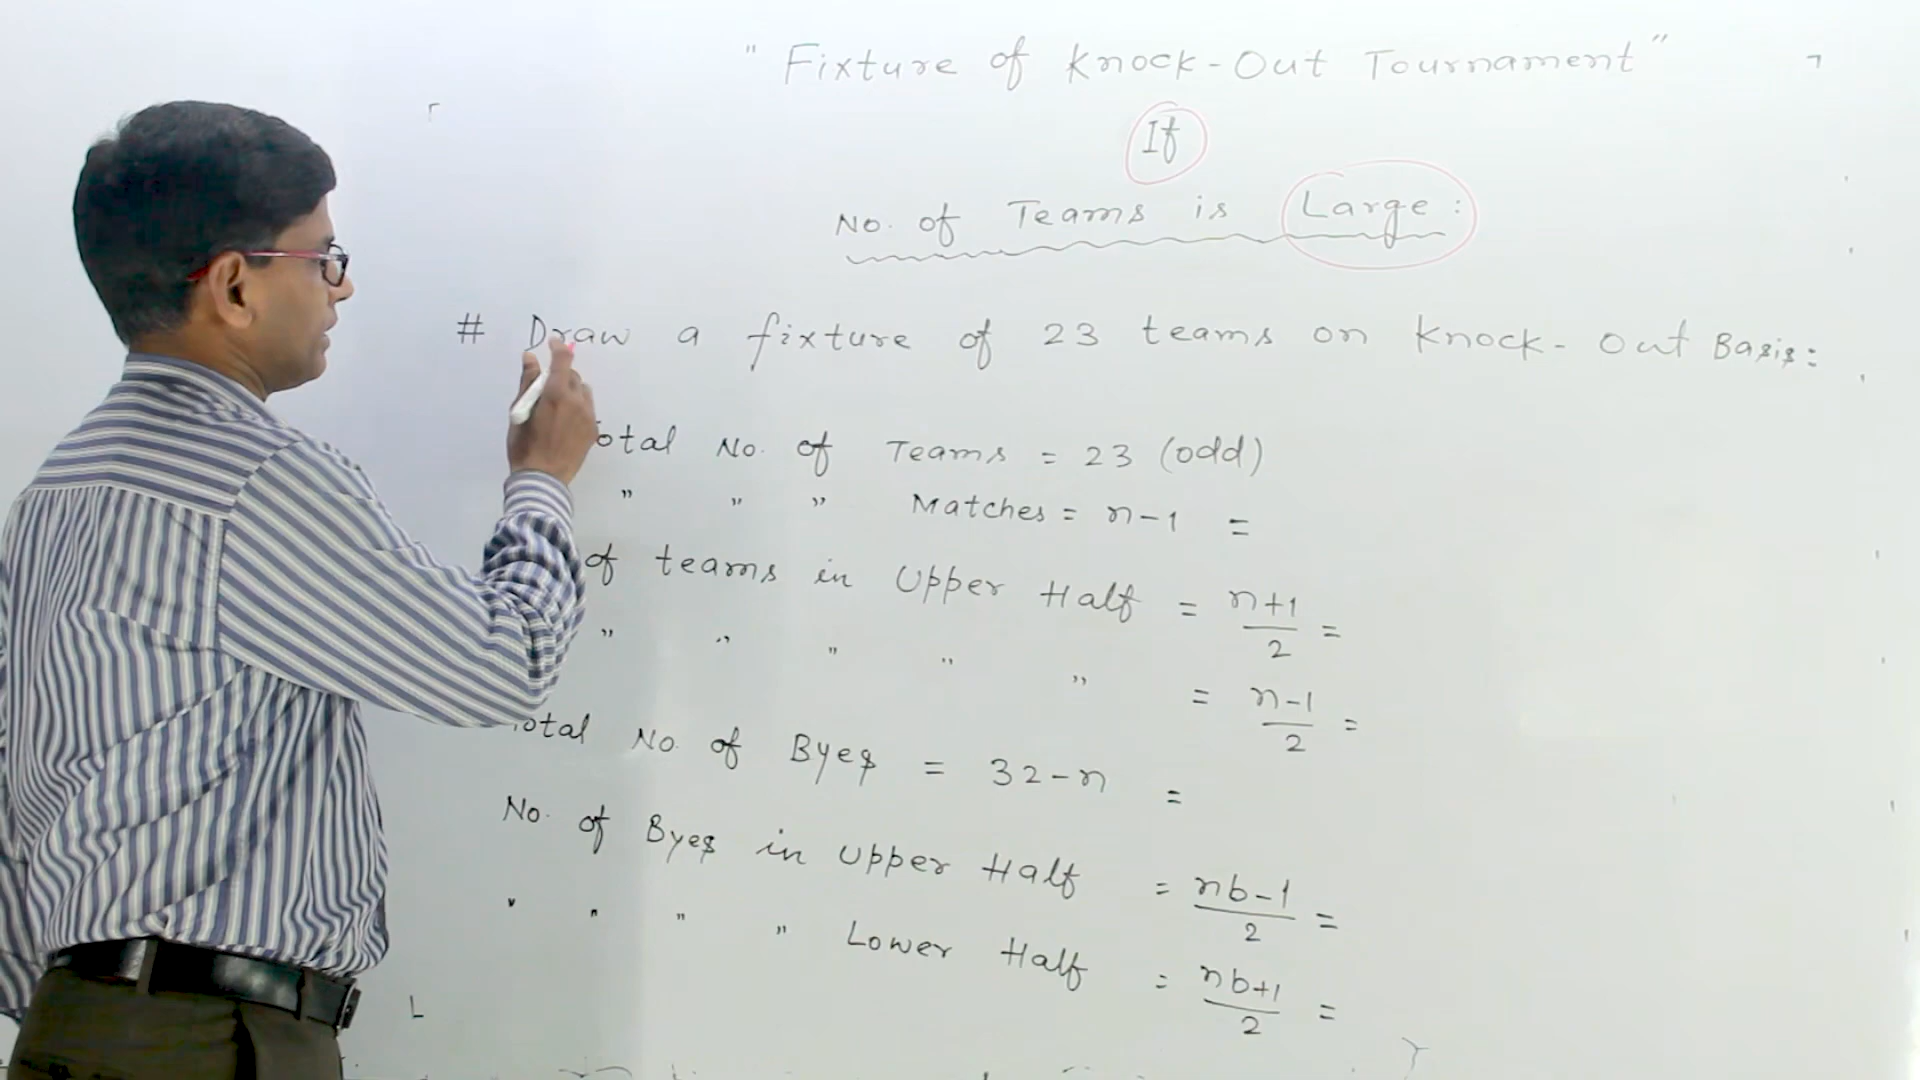 " Fixture of Knock-Out Tournament "
If
No. of Teams is Large:
# Draw a fixture of 23 teams on Knock-Out Basis:
otal No. of Teams = 23 (odd)
" " " Matches = n-1 =
of teams in Upper Half = n+1/2 =
" " " " " = n-1/2 =
Total No. of Byes = 32-n =
No. of Byes in Upper Half = nb-1/2 =
" " " " Lower Half = nb+1/2 =